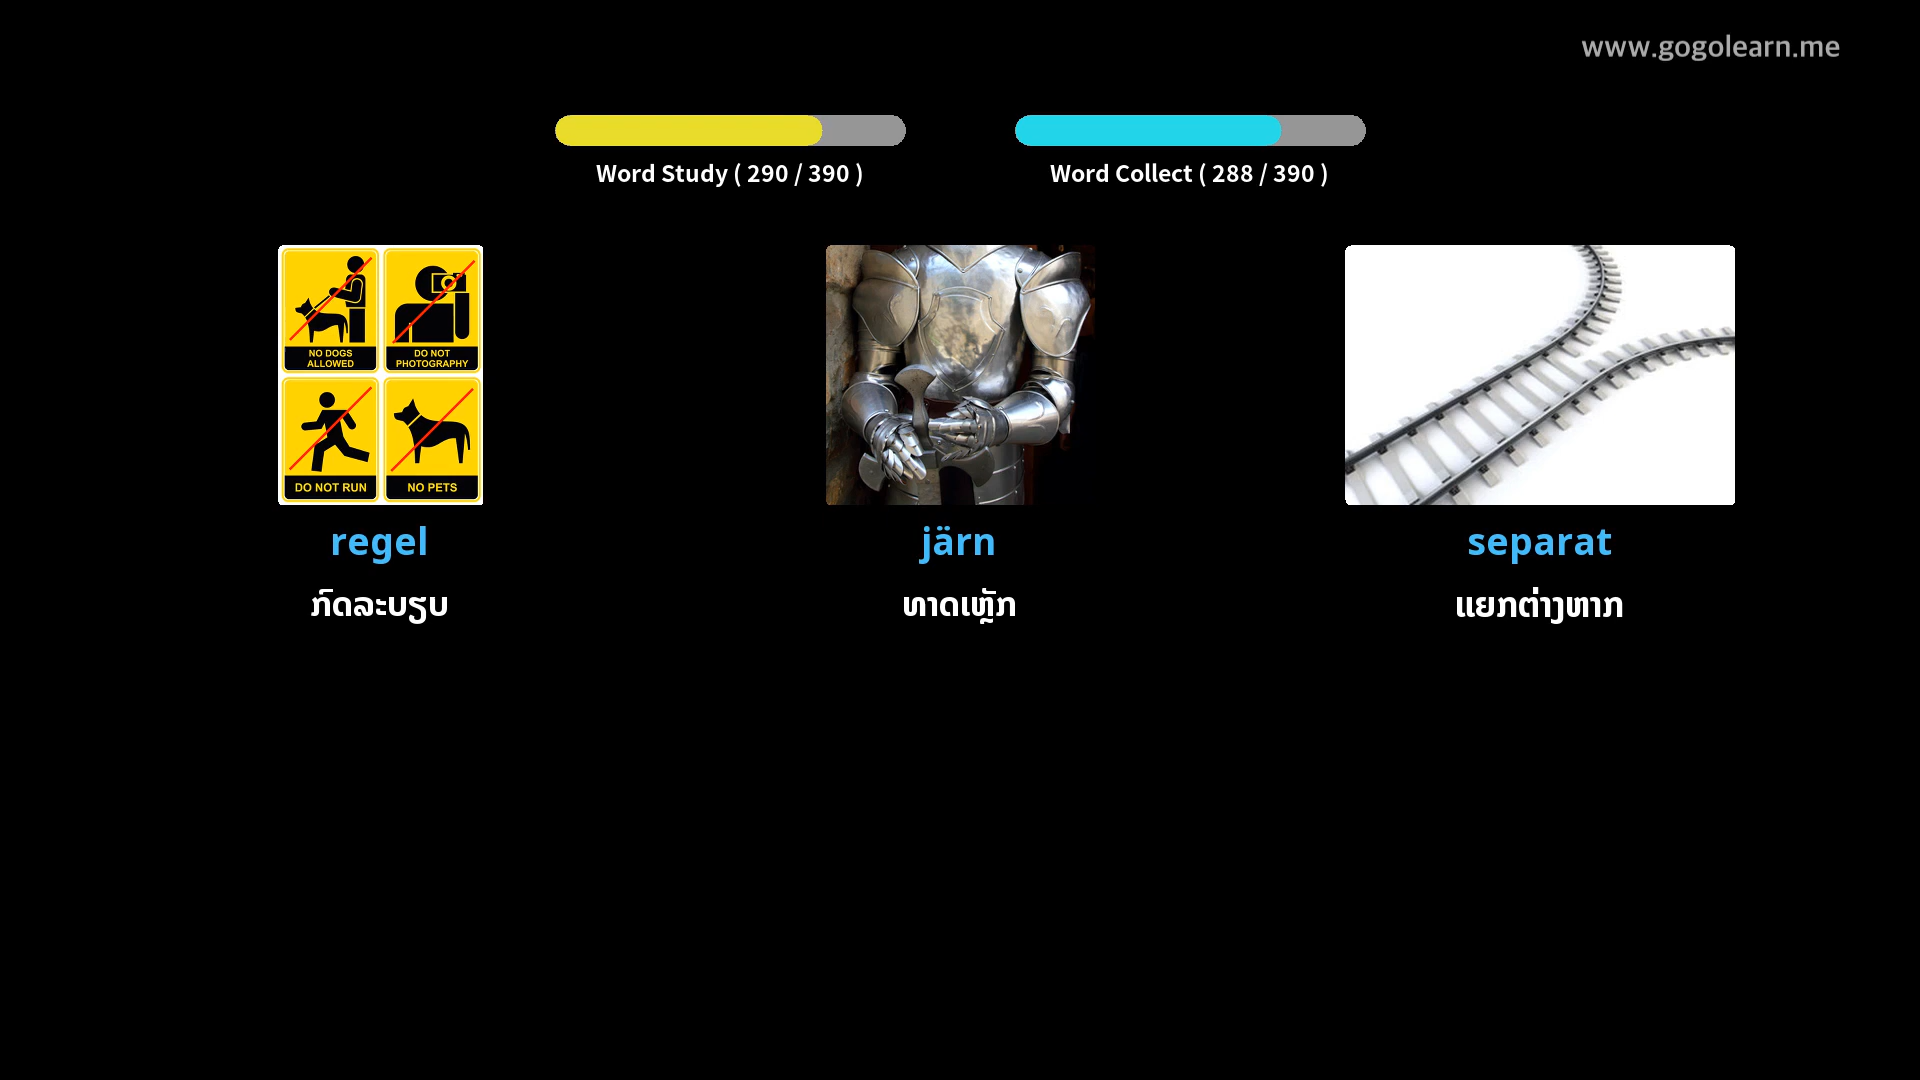 www.gogolearn.me
Word Study ( 290 / 390 )
Word Collect ( 288 / 390 )
NO DOGS
ALLOWED
DO NOT
PHOTOGRAPHY
DO NOT RUN
NO PETS
regel
järn
separat
ກົດລະບຽບ
ທາດເຫຼັກ
ແຍກຕ່າງຫາກ